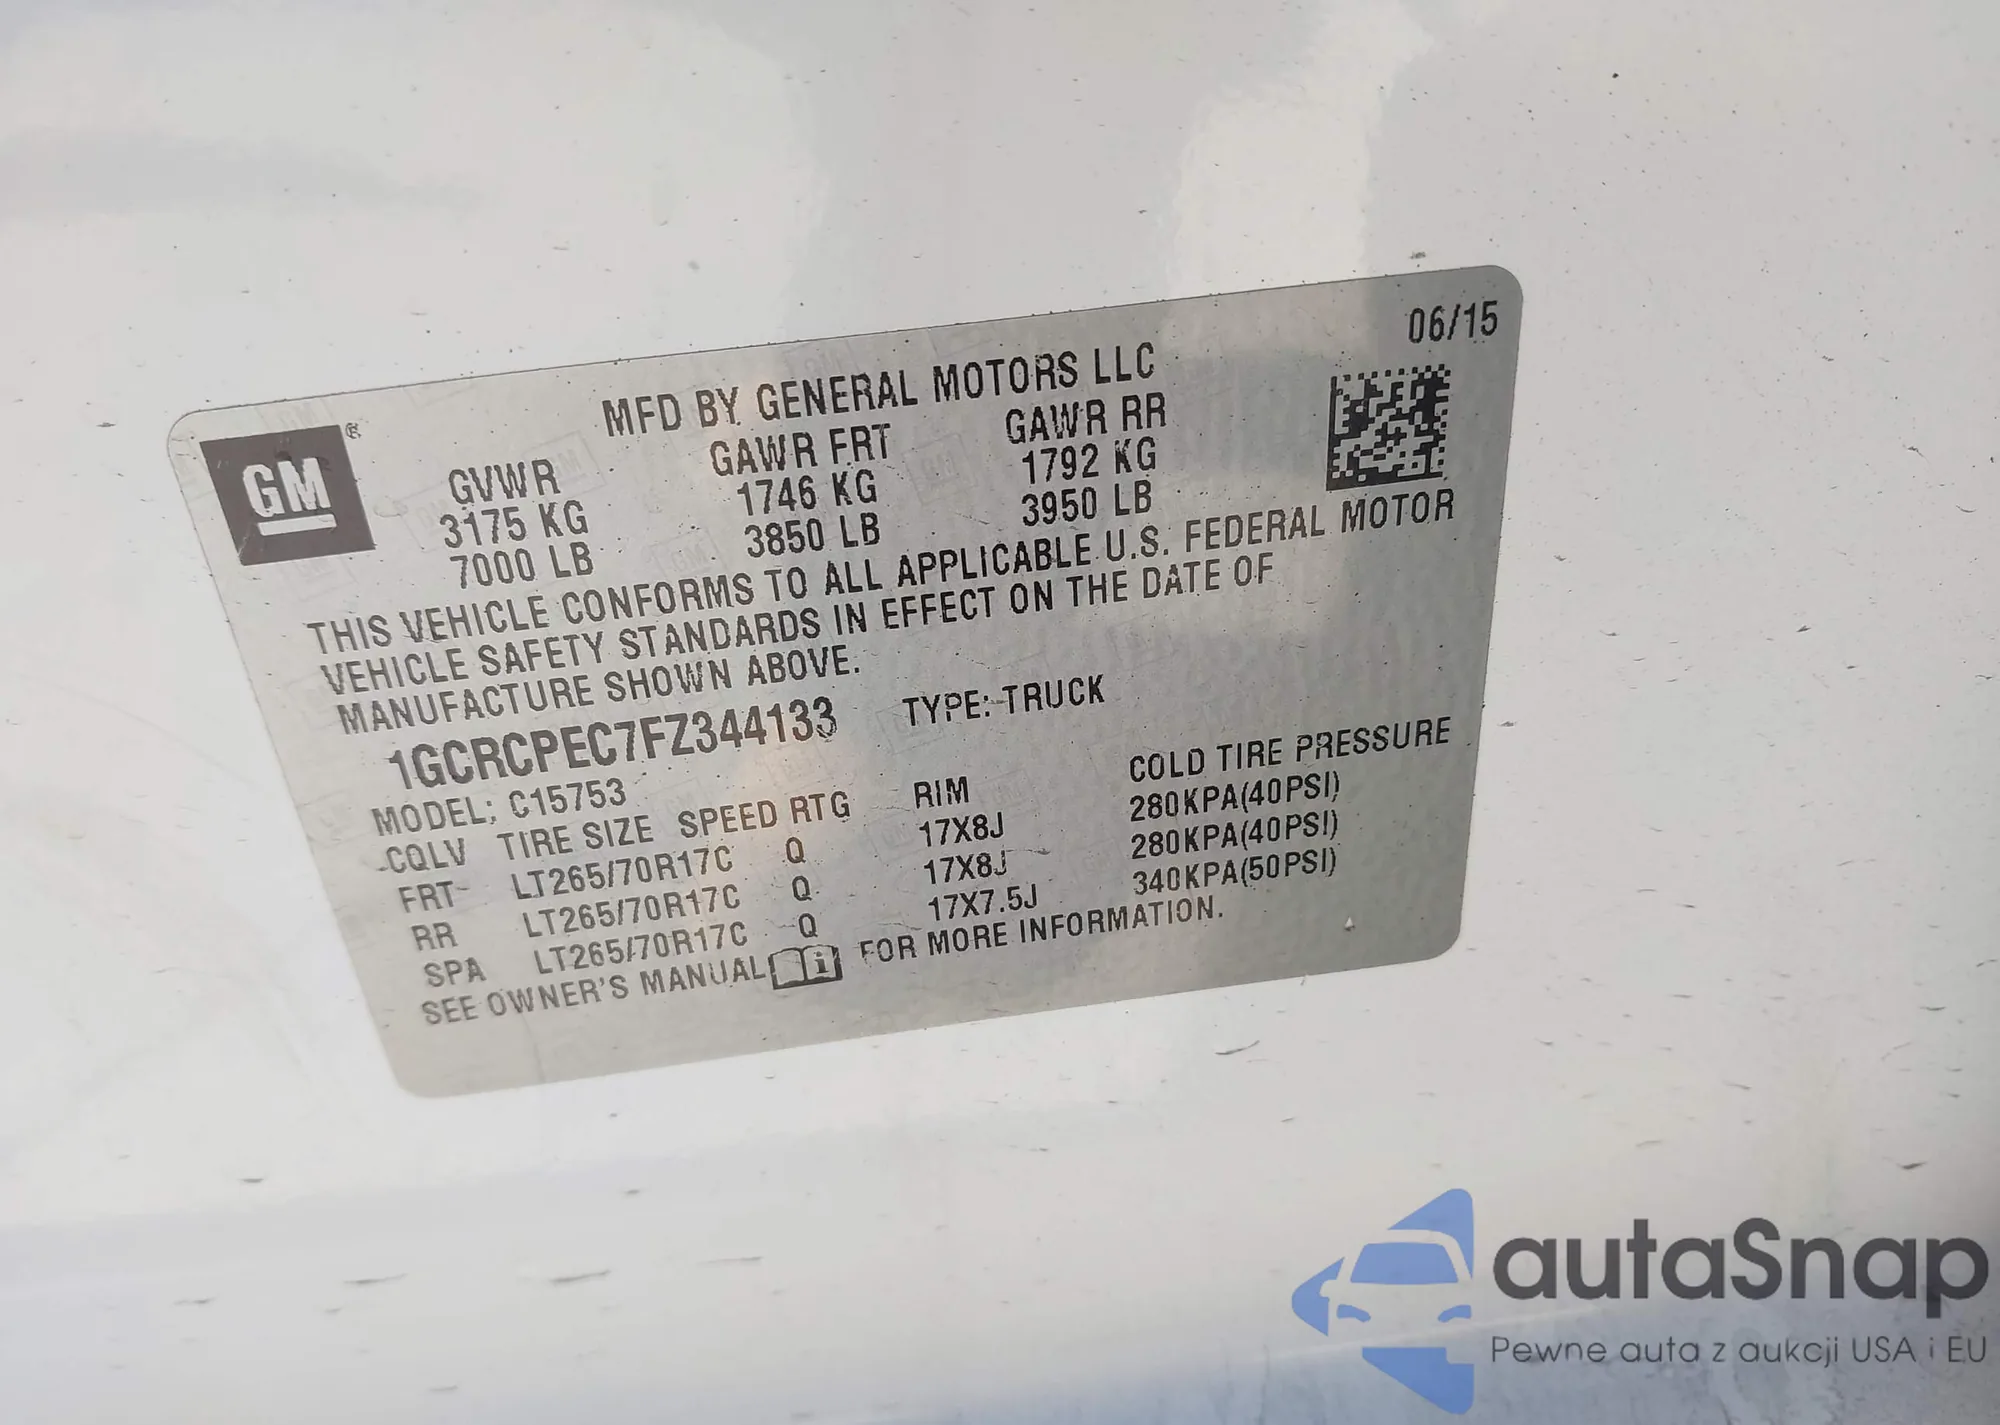 06/15
MFD BY GENERAL MOTORS LLC
GM®
GVWR GAWR FRT GAWR RR
3175 KG 1746 KG 1792 KG
7000 LB 3850 LB 3950 LB
THIS VEHICLE CONFORMS TO ALL APPLICABLE U.S. FEDERAL MOTOR
VEHICLE SAFETY STANDARDS IN EFFECT ON THE DATE OF
MANUFACTURE SHOWN ABOVE.
1GCRCPEC7FZ344133 TYPE: TRUCK
MODEL: C15753
CQLV TIRE SIZE SPEED RTG RIM COLD TIRE PRESSURE
FRT LT265/70R17C Q 17X8J 280KPA(40PSI)
RR LT265/70R17C Q 17X8J 280KPA(40PSI)
SPA LT265/70R17C Q 17X7.5J 340KPA(50PSI)
SEE OWNER'S MANUAL i FOR MORE INFORMATION.
autaSnap
Pewne auta z aukcji USA i EU